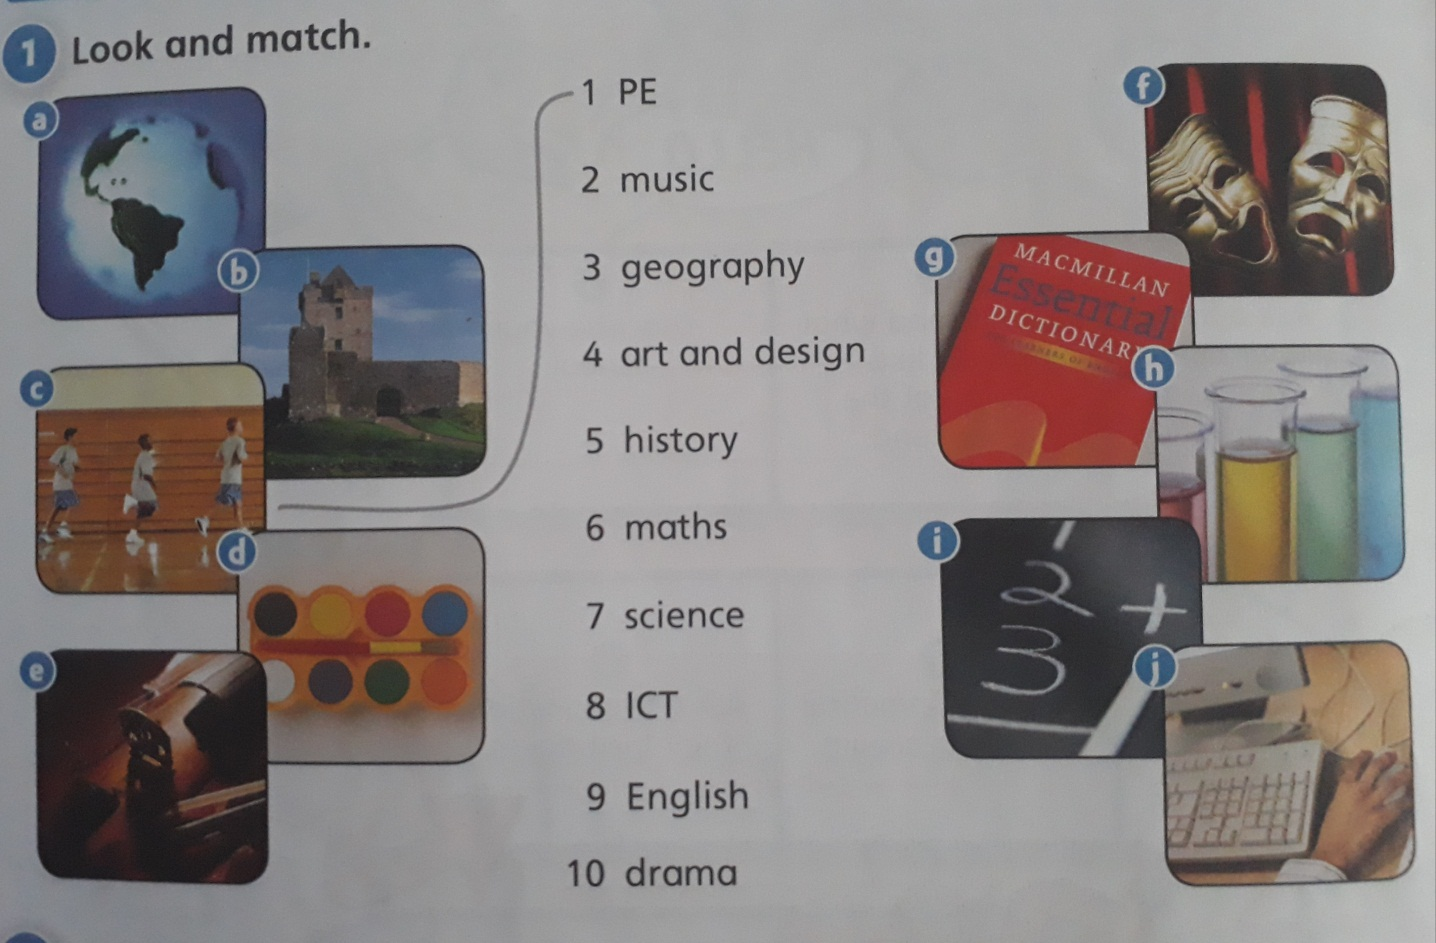 1 Look and match.
a
b
c
d
e
1 PE
2 music
3 geography
4 art and design
5 history
6 maths
7 science
8 ICT
9 English
10 drama
f
g
MACMILLAN
Essential
DICTIONARY
h
i
2 +
3
j